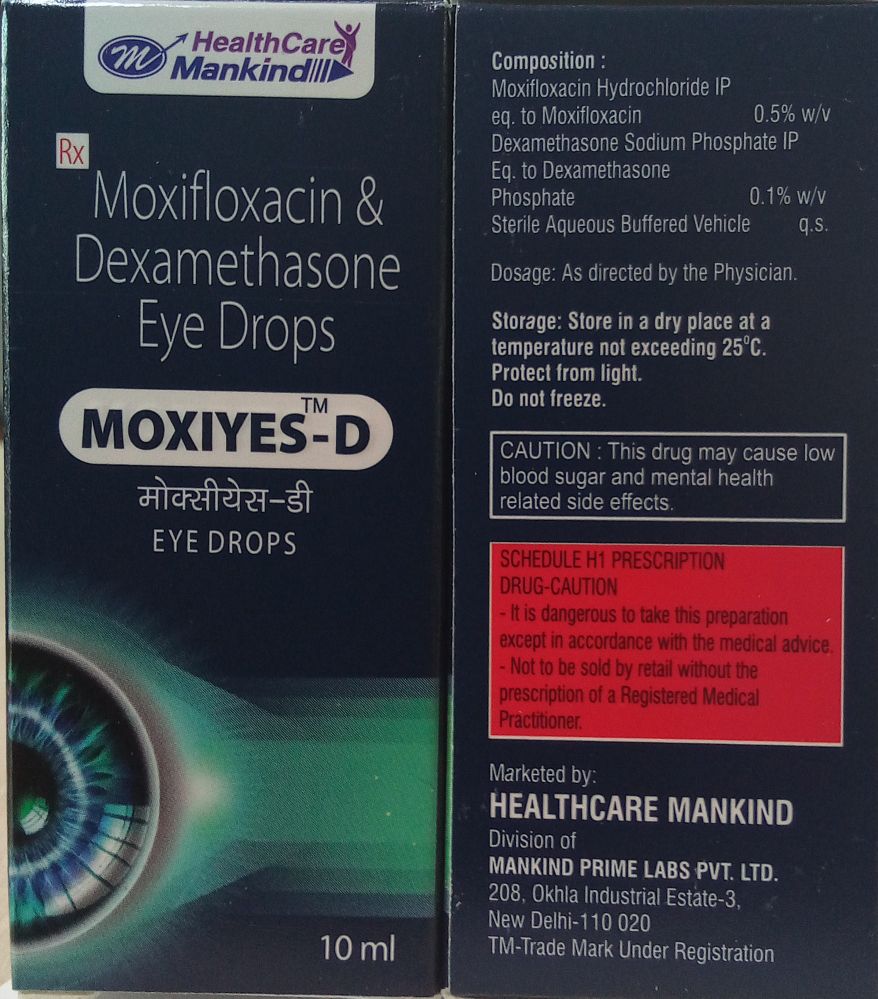 HealthCare
Mankind
Rx
Moxifloxacin &
Dexamethasone
Eye Drops
MOXIYES™-D
मोक्सीयेस-डी
EYE DROPS
10 ml
Composition :
Moxifloxacin Hydrochloride IP
eq. to Moxifloxacin 0.5% w/v
Dexamethasone Sodium Phosphate IP
Eq. to Dexamethasone
Phosphate 0.1% w/v
Sterile Aqueous Buffered Vehicle q.s.
Dosage: As directed by the Physician.
Storage: Store in a dry place at a
temperature not exceeding 25⁰C.
Protect from light.
Do not freeze.
CAUTION : This drug may cause low
blood sugar and mental health
related side effects.
SCHEDULE H1 PRESCRIPTION
DRUG-CAUTION
- It is dangerous to take this preparation
except in accordance with the medical advice.
- Not to be sold by retail without the
prescription of a Registered Medical
Practitioner.
Marketed by:
HEALTHCARE MANKIND
Division of
MANKIND PRIME LABS PVT. LTD.
208, Okhla Industrial Estate-3,
New Delhi-110 020
TM-Trade Mark Under Registration